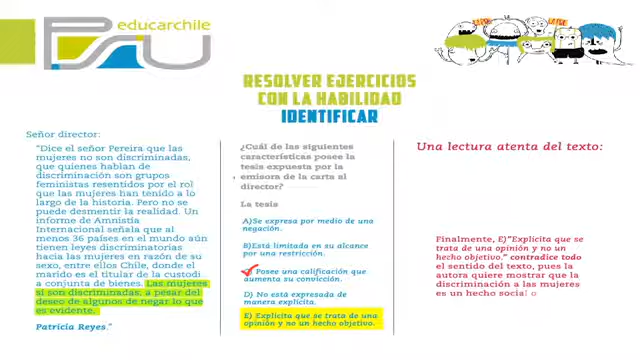 educarchile
PSU
RESOLVER EJERCICIOS
CON LA HABILIDAD
IDENTIFICAR
Señor director:
"Dice el señor Pereira que las
mujeres no son discriminadas,
que quienes hablan de
discriminación son grupos
feministas resentidos por el rol
que las mujeres han tenido a lo
largo de la historia. Pero no se
puede desmentir la realidad. Un
informe de Amnistía
Internacional señala que al
menos 36 países en el mundo aún
tienen leyes discriminatorias
hacia las mujeres en razón de su
sexo, entre ellos Chile, donde el
marido es el titular de la custodi
a conjunta de bienes. Las mujeres
sí son discriminadas, a pesar del
deseo de algunos de negar lo que
es evidente.
Patricia Reyes."
¿Cuál de las siguientes
características posee la
tesis expuesta por la
emisora de la carta al
director?
La tesis
A)Se expresa por medio de una
negación.
B)Está limitada en su alcance
por una restricción.
Posee una calificación que
aumenta su convicción.
D) No está expresada de
manera explícita.
E) Explicita que se trata de una
opinión y no un hecho objetivo.
Una lectura atenta del texto:
Finalmente, E)"Explicita que se
trata de una opinión y no un
hecho objetivo." contradice todo
el sentido del texto, pues la
autora quiere mostrar que la
discriminación a las mujeres
es un hecho social o